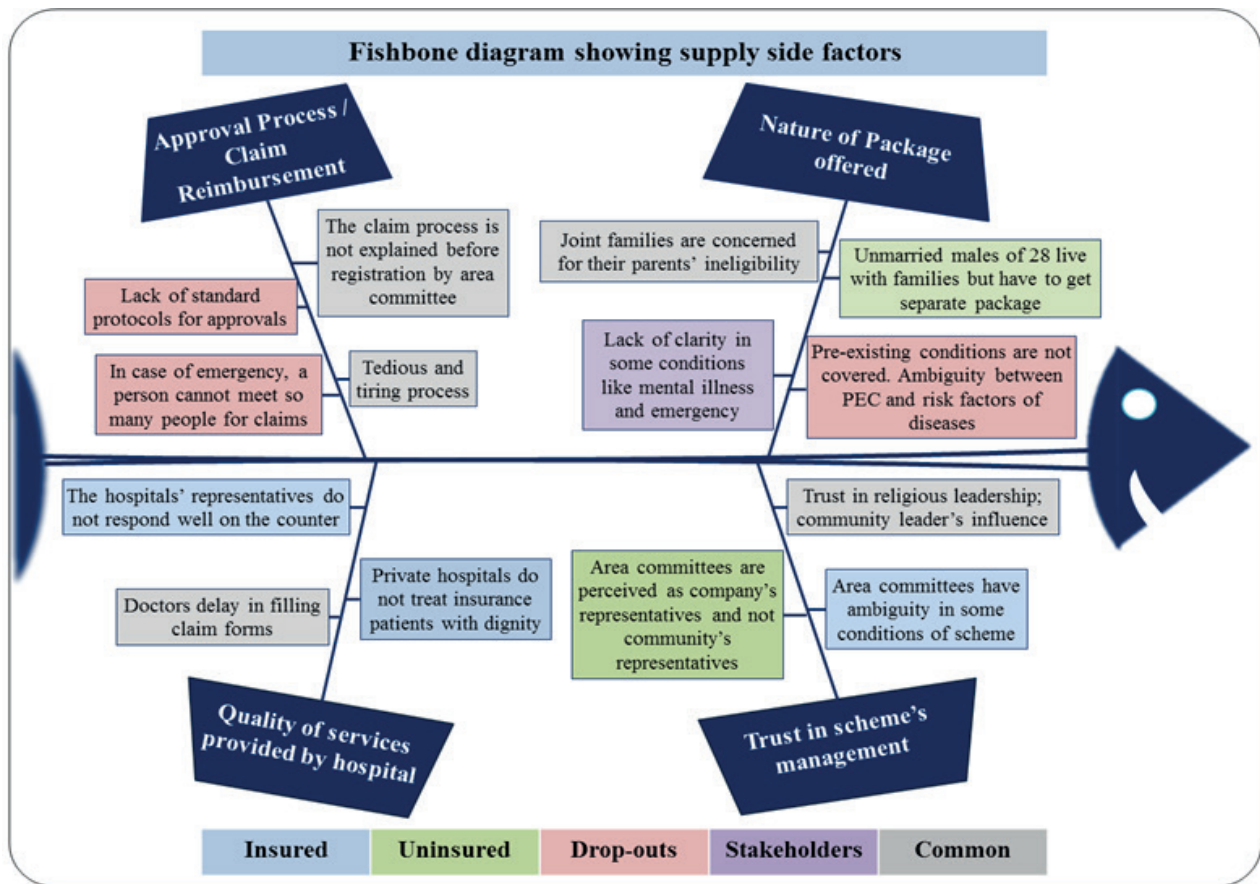 Fishbone diagram showing supply side factors
Approval Process /
Claim
Reimbursement
The claim process is
not explained before
registration by area
committee
Lack of standard
protocols for approvals
In case of emergency, a
person cannot meet so
many people for claims
Tedious and
tiring process
Nature of Package
offered
Joint families are concerned
for their parents’ ineligibility
Unmarried males of 28 live
with families but have to get
separate package
Lack of clarity in
some conditions
like mental illness
and emergency
Pre-existing conditions are not
covered. Ambiguity between
PEC and risk factors of
diseases
The hospitals’ representatives do
not respond well on the counter
Private hospitals do
not treat insurance
patients with dignity
Doctors delay in filling
claim forms
Quality of services
provided by hospital
Trust in religious leadership;
community leader’s influence
Area committees are
perceived as company’s
representatives and not
community’s
representatives
Area committees have
ambiguity in some
conditions of scheme
Trust in scheme’s
management
Insured
Uninsured
Drop-outs
Stakeholders
Common